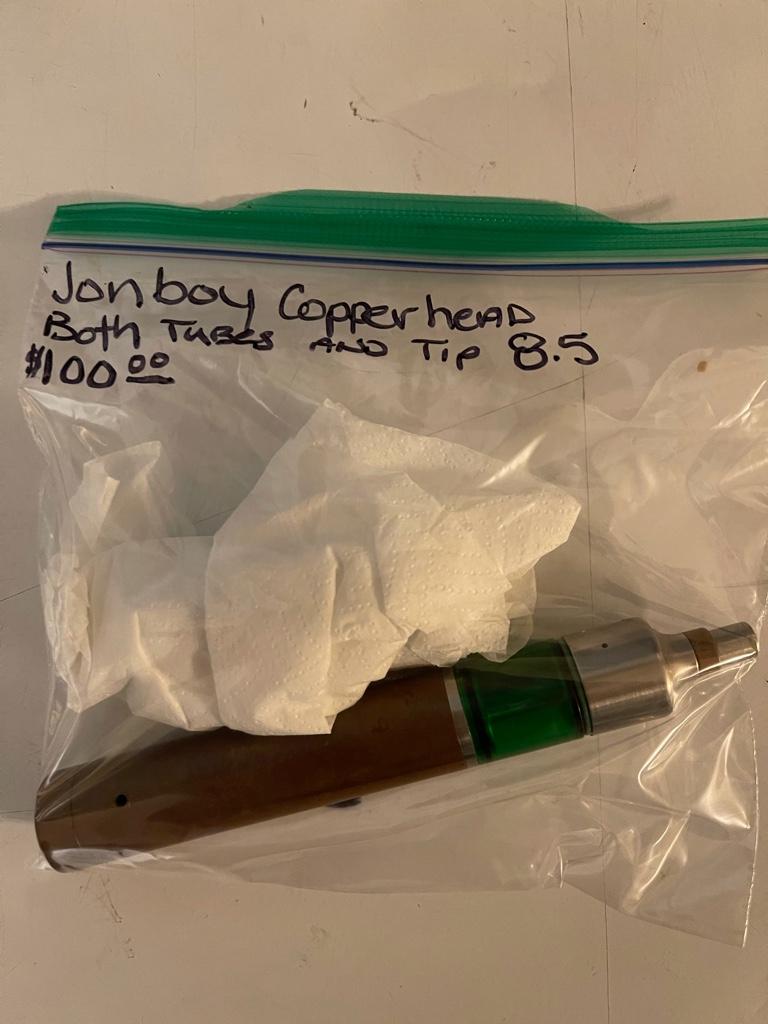 Jonboy Copperhead
Both Tubes and Tip 8.5
$100.00